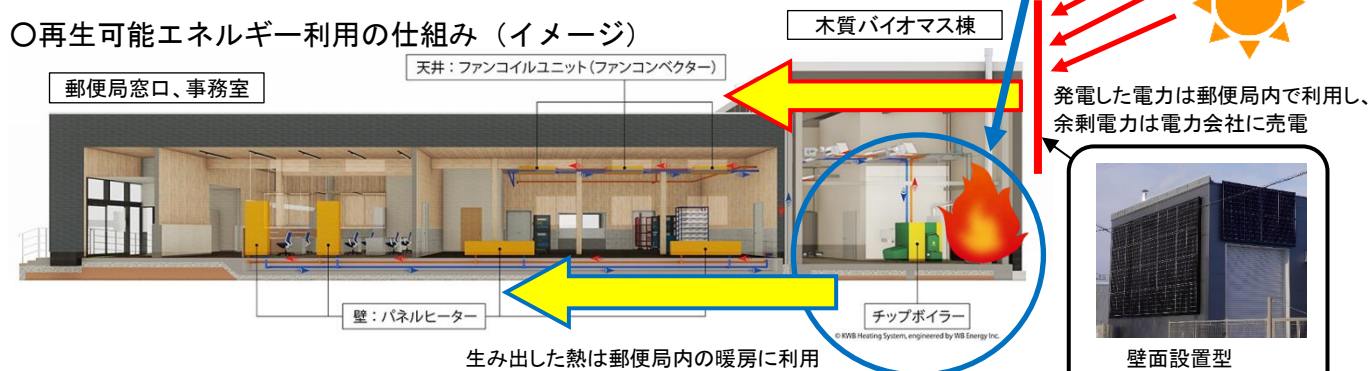 〇再生可能エネルギー利用の仕組み（イメージ）
木質バイオマス棟
天井：ファンコイルユニット（ファンコンベクター）
郵便局窓口、事務室
発電した電力は郵便局内で利用し、
余剰電力は電力会社に売電
壁：パネルヒーター
チップボイラー
© KWB Heating System, engineered by WB Energy Inc.
生み出した熱は郵便局内の暖房に利用
壁面設置型